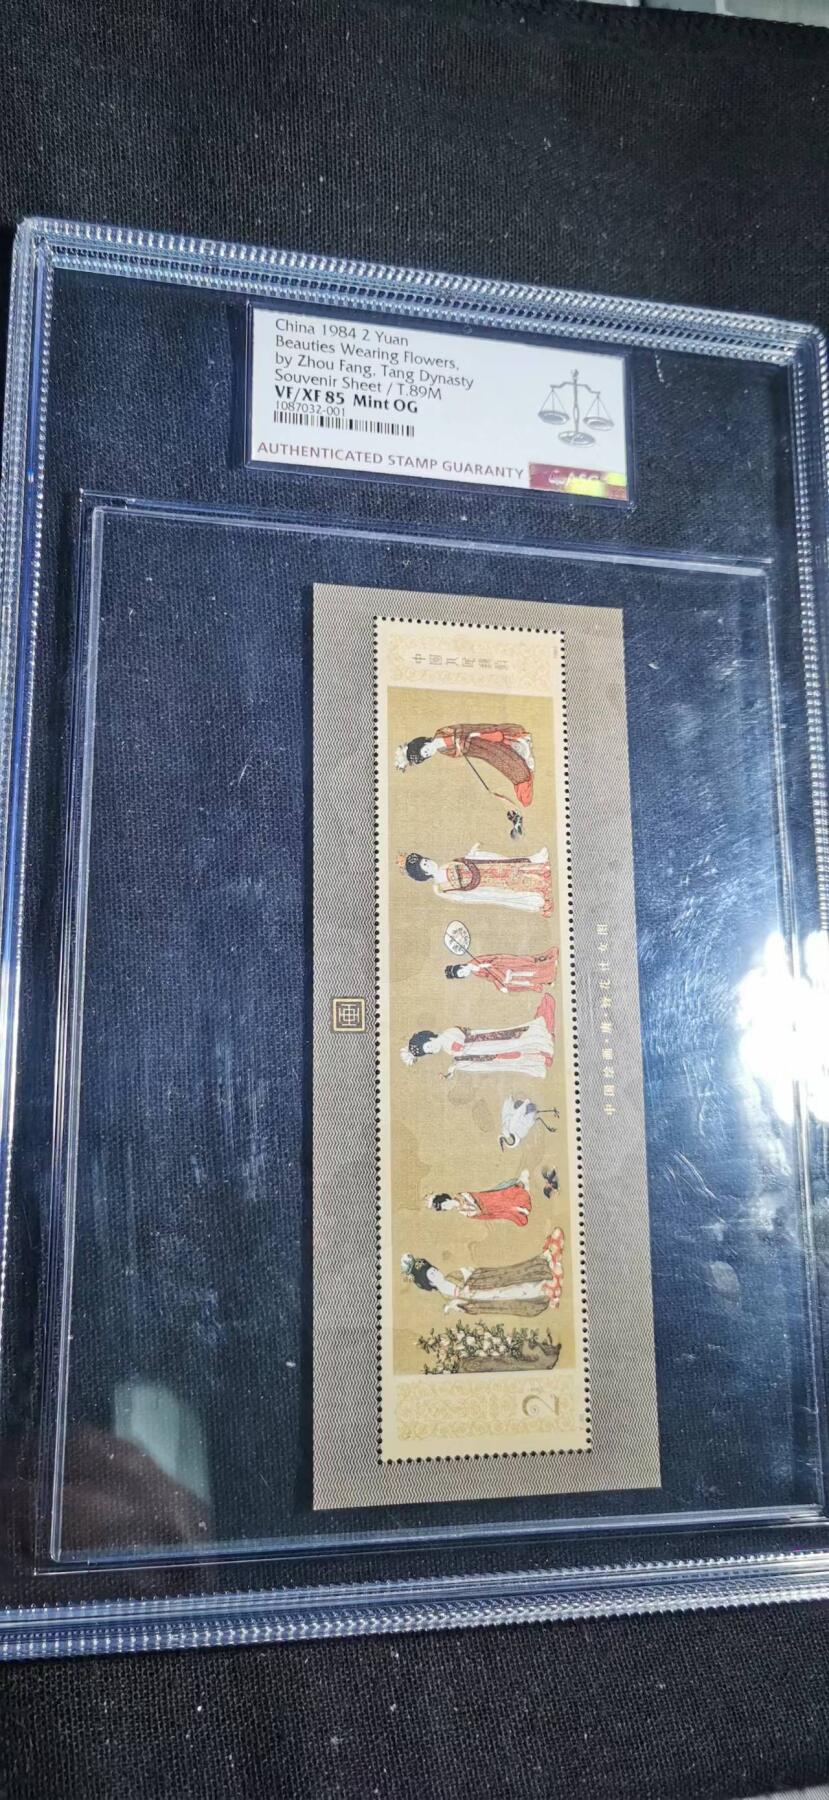 China 1984 2 Yuan
Beauties Wearing Flowers,
by Zhou Fang, Tang Dynasty
Souvenir Sheet / T.89M
VF/XF 85 Mint OG
1087032-001
AUTHENTICATED STAMP GUARANTY
ASG
中国人民邮政
中国绘画·唐·簪花仕女图
2